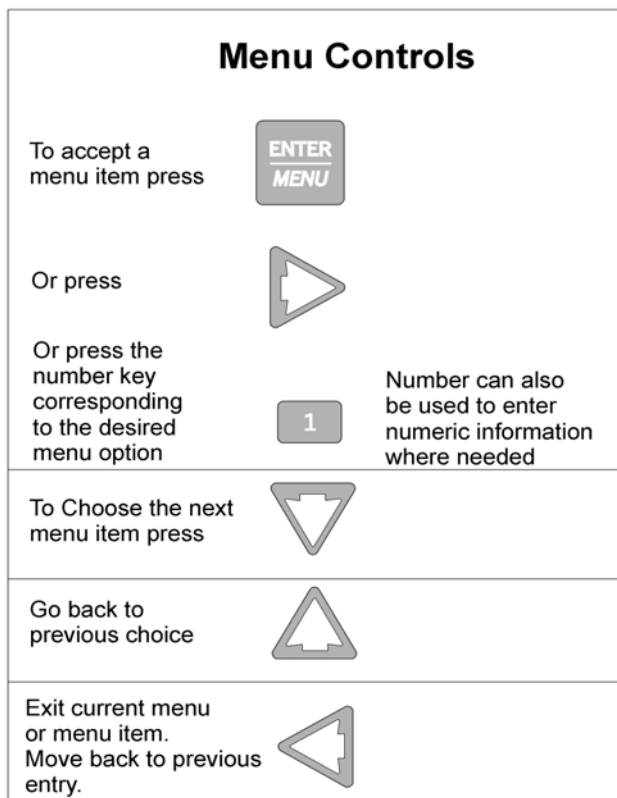 Menu Controls
To accept a
menu item press
ENTER
MENU
Or press
Or press the
number key
corresponding
to the desired
menu option
1
Number can also
be used to enter
numeric information
where needed
To Choose the next
menu item press
Go back to
previous choice
Exit current menu
or menu item.
Move back to previous
entry.